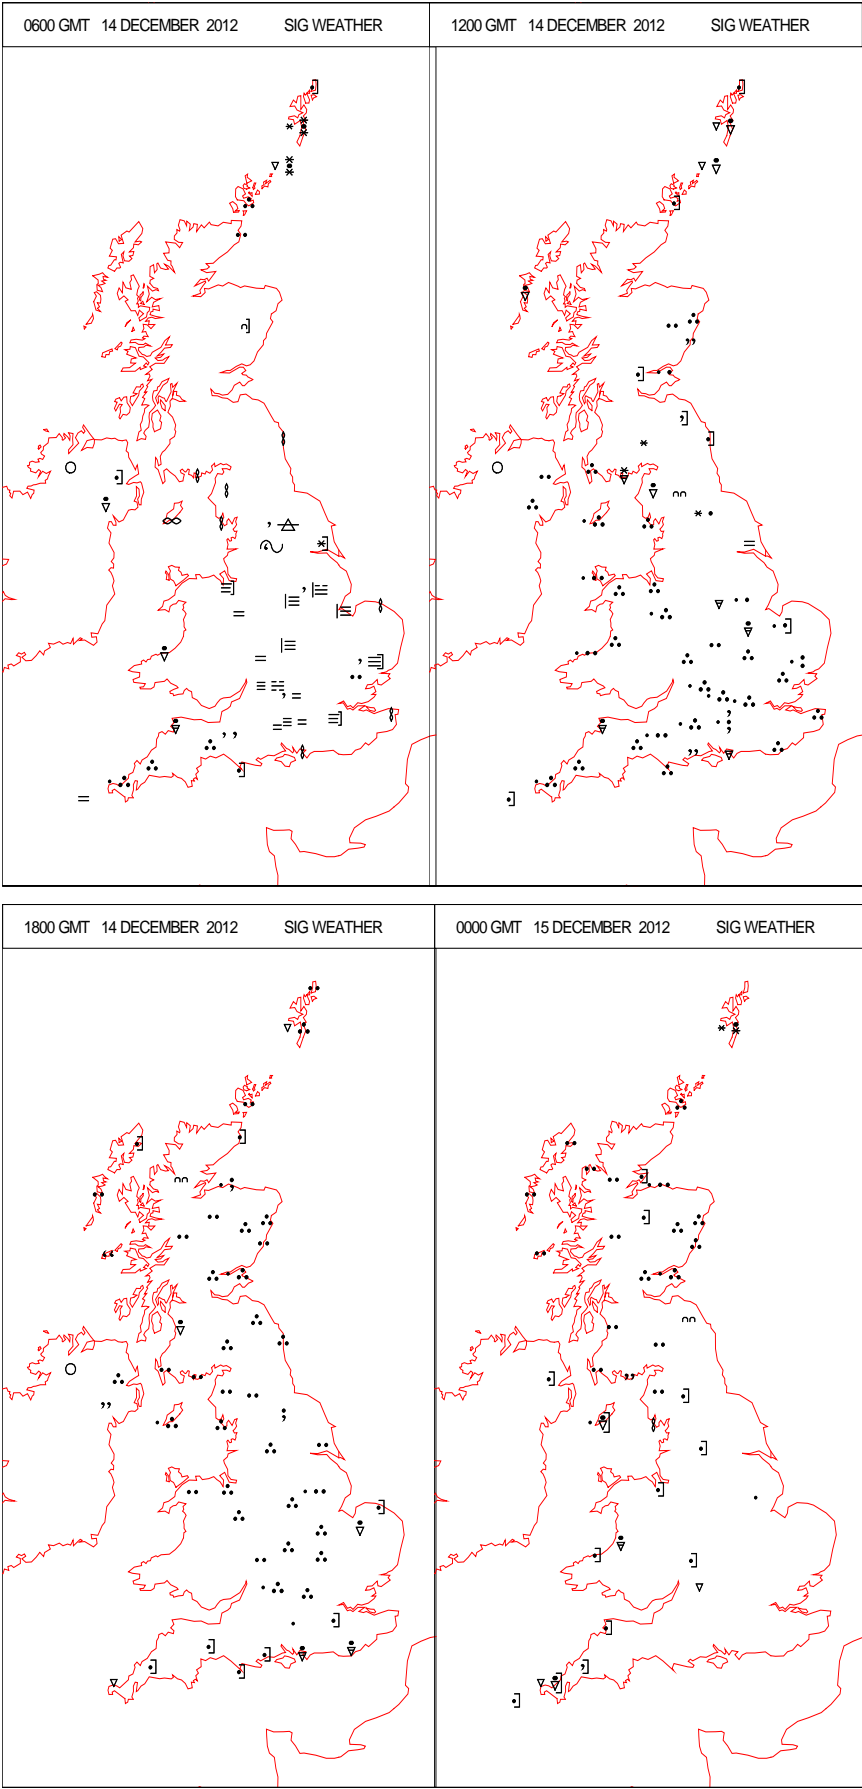 0600 GMT 14 DECEMBER 2012 SIG WEATHER
1200 GMT 14 DECEMBER 2012 SIG WEATHER
1800 GMT 14 DECEMBER 2012 SIG WEATHER
0000 GMT 15 DECEMBER 2012 SIG WEATHER